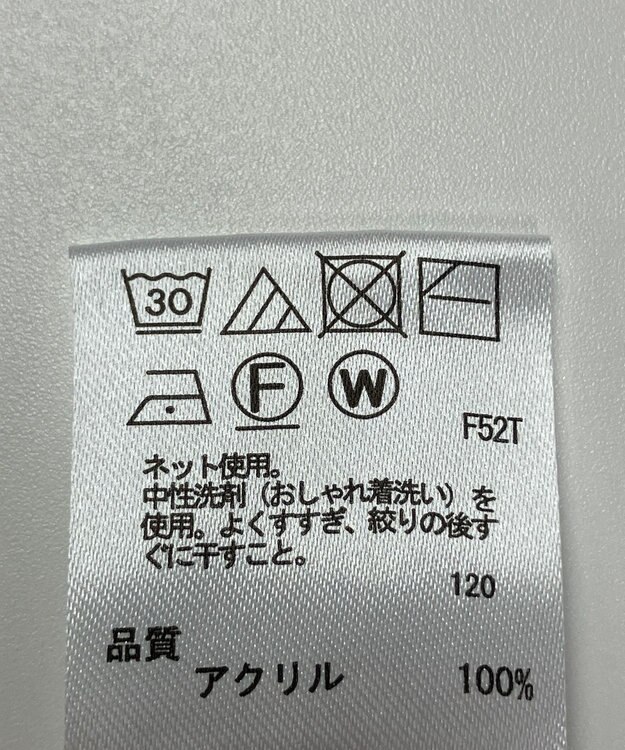 30
F W
F52T
ネット使用。
中性洗剤（おしゃれ着洗い）を
使用。よくすすぎ、絞りの後す
ぐに干すこと。
120
品質
アクリル 100%